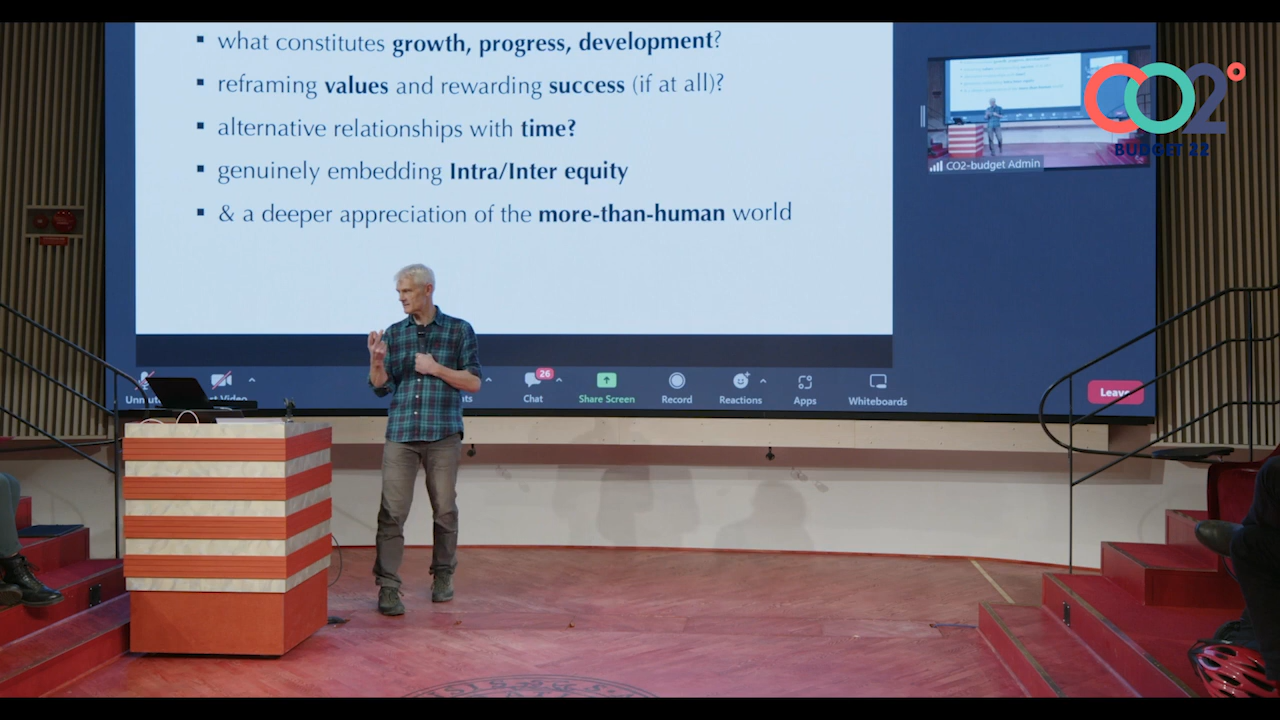 ▪ what constitutes growth, progress, development?
▪ reframing values and rewarding success (if at all)?
▪ alternative relationships with time?
▪ genuinely embedding Intra/Inter equity
▪ & a deeper appreciation of the more-than-human world
CO2°
BUDGET 22
CO2-budget Admin
26
Chat
Share Screen
Record
Reactions
Apps
Whiteboards
Leave